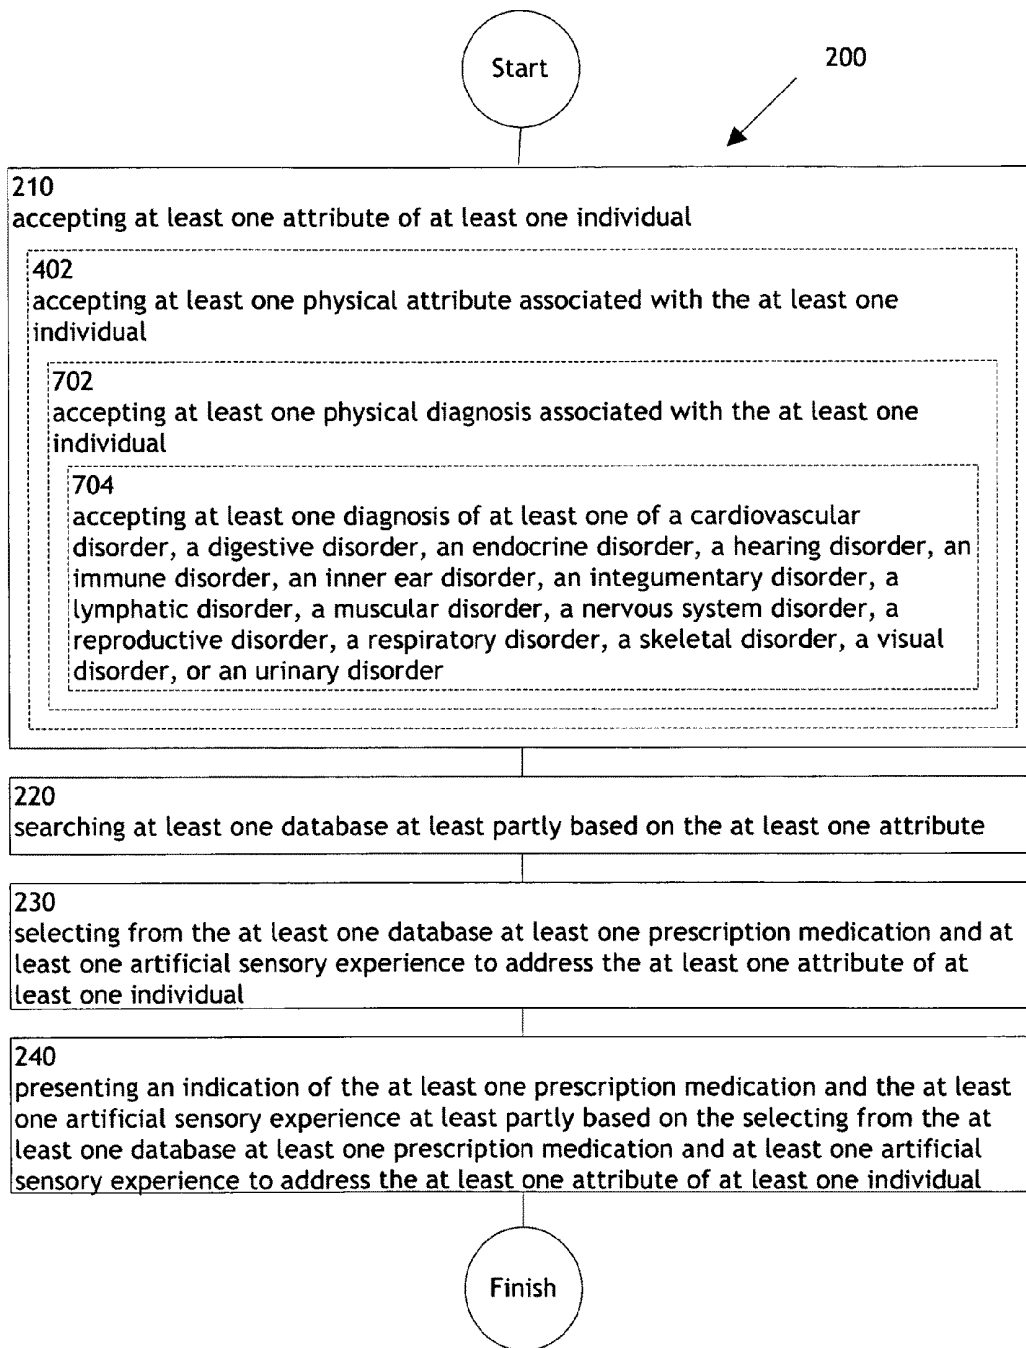 Start
200
210
accepting at least one attribute of at least one individual
402
accepting at least one physical attribute associated with the at least one
individual
702
accepting at least one physical diagnosis associated with the at least one
individual
704
accepting at least one diagnosis of at least one of a cardiovascular
disorder, a digestive disorder, an endocrine disorder, a hearing disorder, an
immune disorder, an inner ear disorder, an integumentary disorder, a
lymphatic disorder, a muscular disorder, a nervous system disorder, a
reproductive disorder, a respiratory disorder, a skeletal disorder, a visual
disorder, or an urinary disorder
220
searching at least one database at least partly based on the at least one attribute
230
selecting from the at least one database at least one prescription medication and at
least one artificial sensory experience to address the at least one attribute of at
least one individual
240
presenting an indication of the at least one prescription medication and the at least
one artificial sensory experience at least partly based on the selecting from the at
least one database at least one prescription medication and at least one artificial
sensory experience to address the at least one attribute of at least one individual
Finish